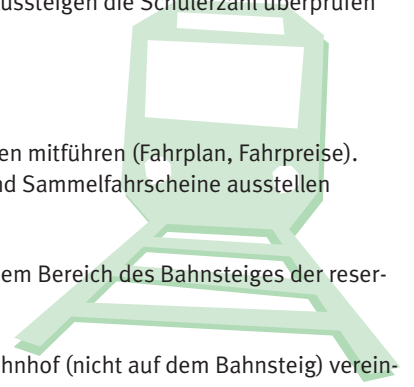 ussteigen die Schülerzahl überprüfen
en mitführen (Fahrplan, Fahrpreise).
nd Sammelfahrscheine ausstellen
em Bereich des Bahnsteiges der reser-
hnhof (nicht auf dem Bahnsteig) verein-